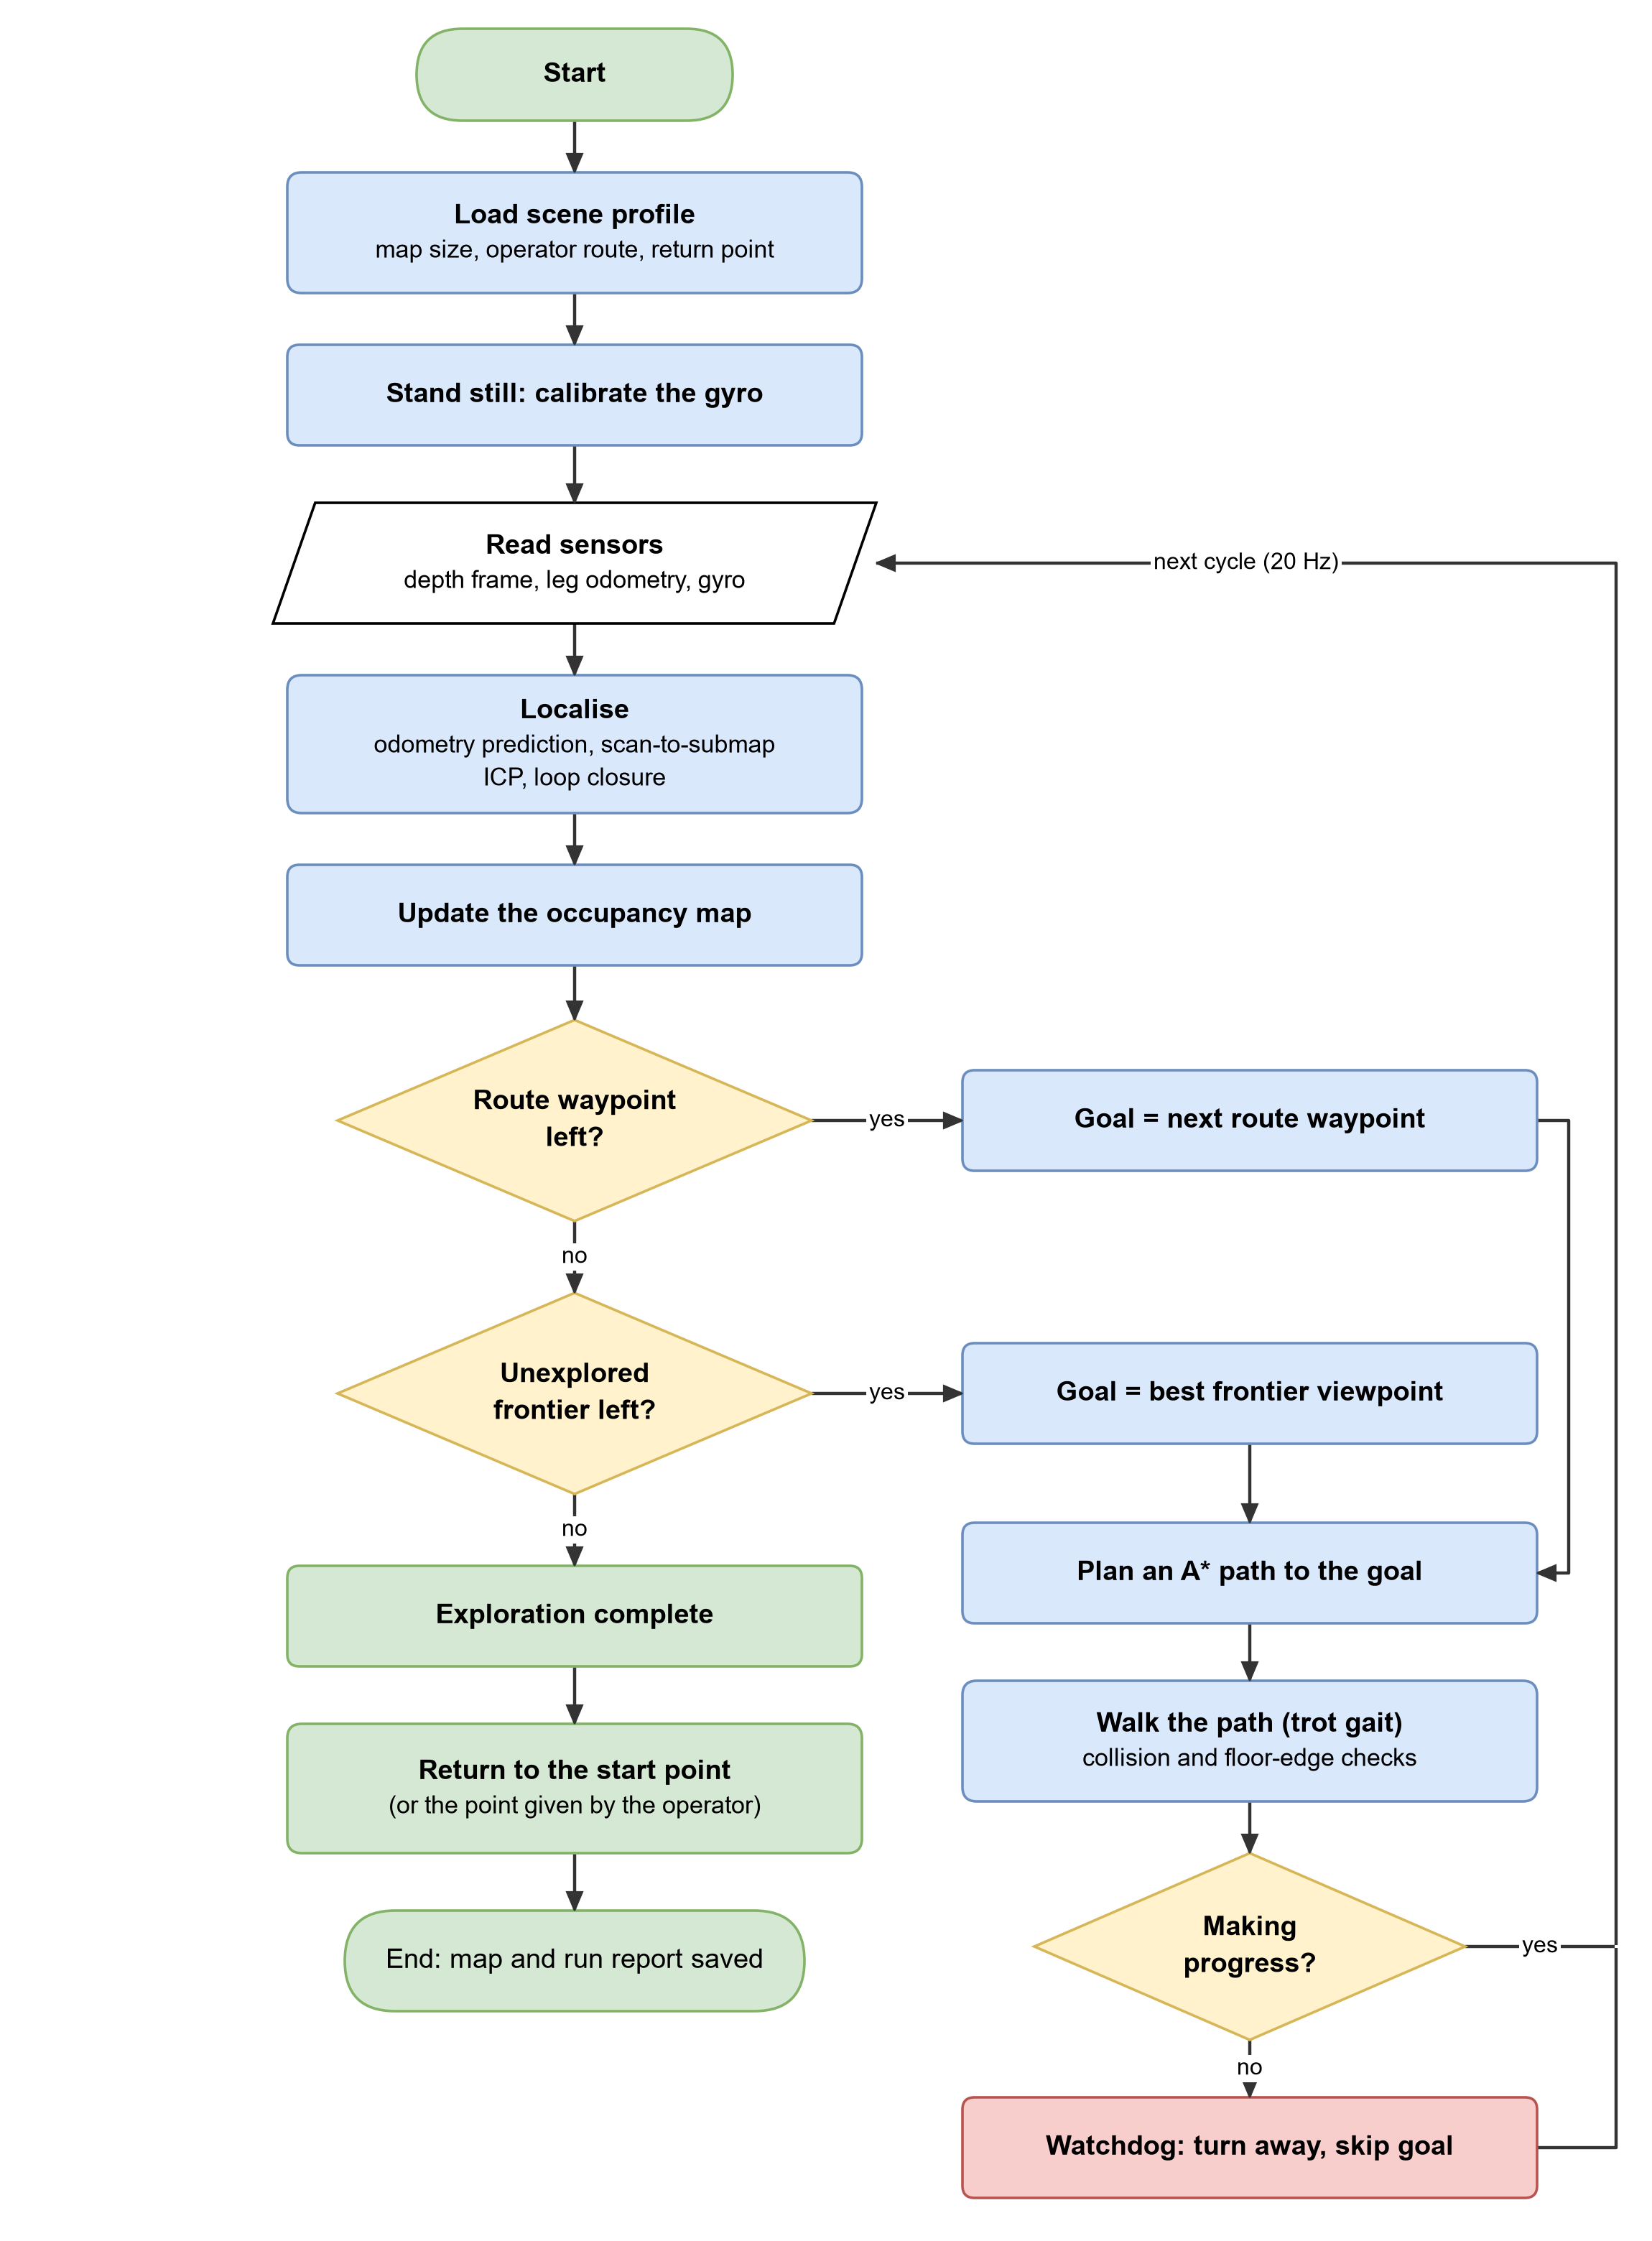 Start
Load scene profile
map size, operator route, return point
Stand still: calibrate the gyro
Read sensors
depth frame, leg odometry, gyro
next cycle (20 Hz)
Localise
odometry prediction, scan-to-submap
ICP, loop closure
Update the occupancy map
Route waypoint
left?
yes
Goal = next route waypoint
no
Unexplored
frontier left?
yes
Goal = best frontier viewpoint
no
Plan an A* path to the goal
Exploration complete
Walk the path (trot gait)
collision and floor-edge checks
Return to the start point
(or the point given by the operator)
Making
progress?
yes
End: map and run report saved
no
Watchdog: turn away, skip goal